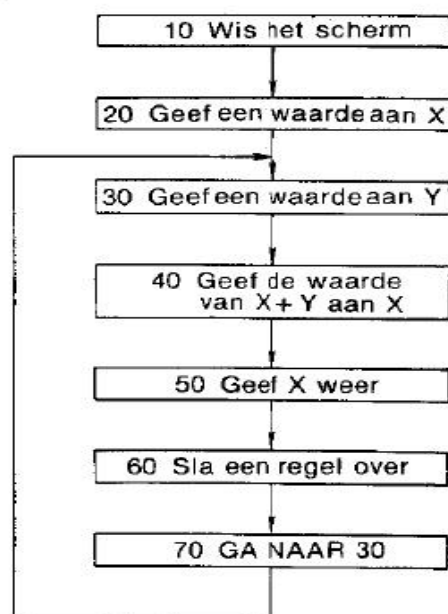 10 Wis het scherm
20 Geef een waarde aan X
30 Geef een waarde aan Y
40 Geef de waarde
van X+Y aan X
50 Geef X weer
60 Sla een regel over
70 GA NAAR 30